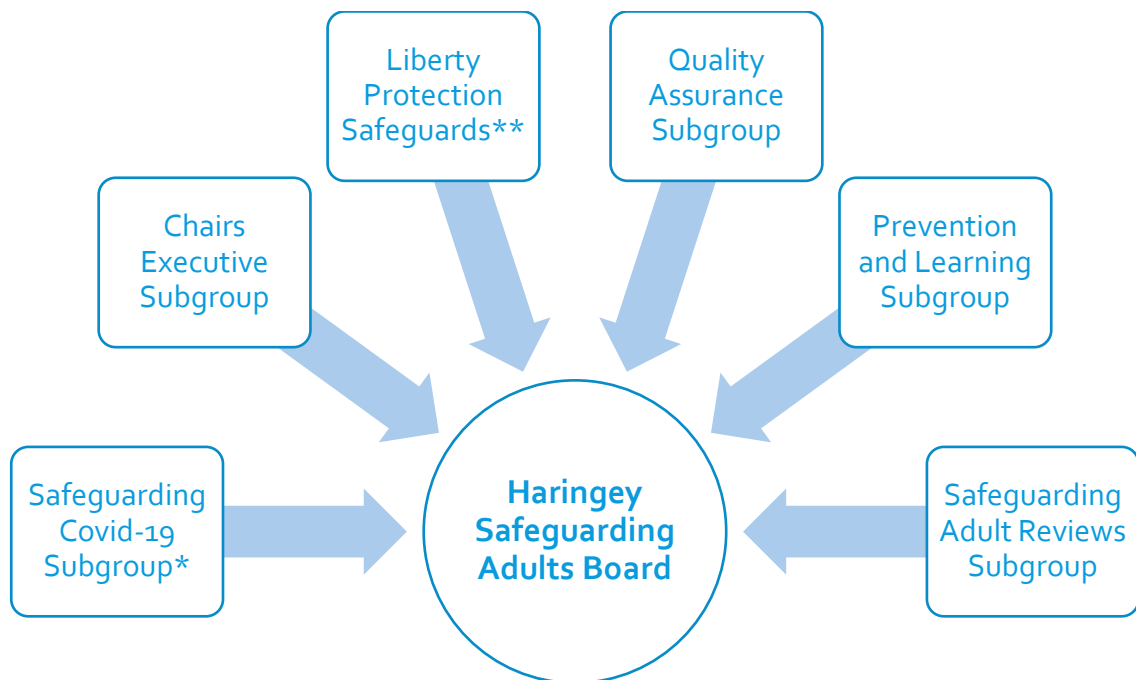 Liberty
Protection
Safeguards**
Quality
Assurance
Subgroup
Chairs
Executive
Subgroup
Prevention
and Learning
Subgroup
Safeguarding
Covid-19
Subgroup*
Haringey
Safeguarding
Adults Board
Safeguarding
Adult Reviews
Subgroup